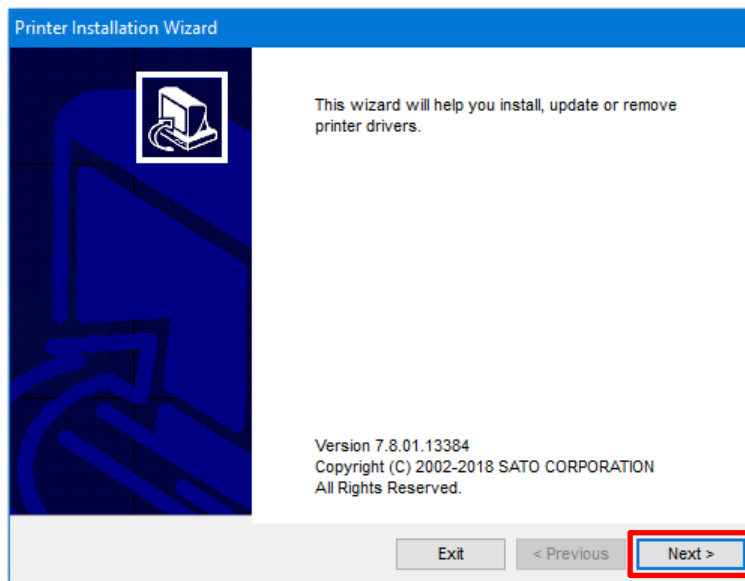 Printer Installation Wizard
This wizard will help you install, update or remove
printer drivers.
Version 7.8.01.13384
Copyright (C) 2002-2018 SATO CORPORATION
All Rights Reserved.
Exit
< Previous
Next >